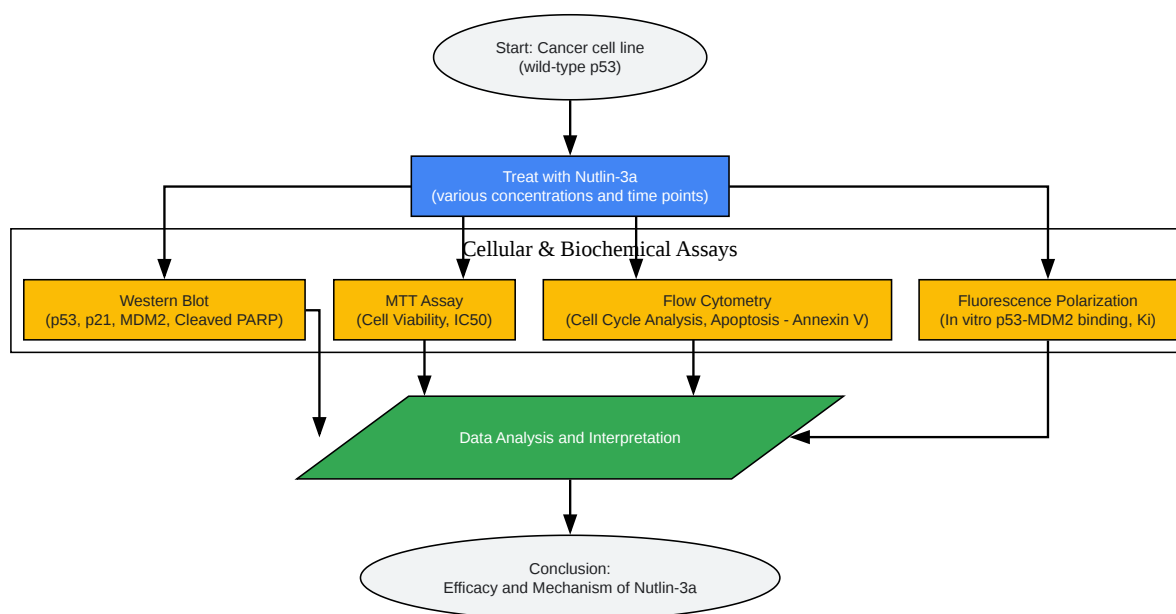 Start: Cancer cell line
(wild-type p53)
Treat with Nutlin-3a
(various concentrations and time points)
Cellular & Biochemical Assays
Western Blot
(p53, p21, MDM2, Cleaved PARP)
MTT Assay
(Cell Viability, IC50)
Flow Cytometry
(Cell Cycle Analysis, Apoptosis - Annexin V)
Fluorescence Polarization
(In vitro p53-MDM2 binding, Ki)
Data Analysis and Interpretation
Conclusion:
Efficacy and Mechanism of Nutlin-3a